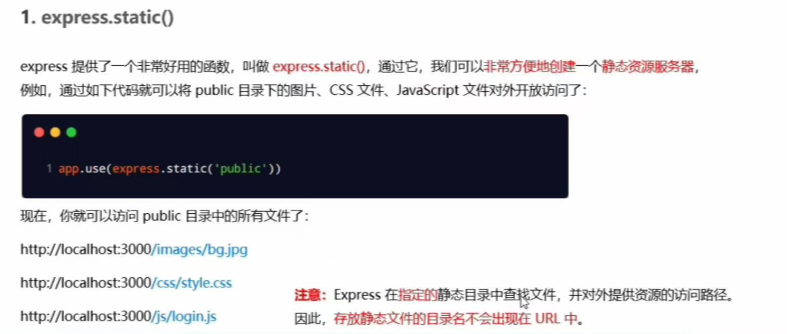 1. express.static()
express 提供了一个非常好用的函数，叫做 express.static()，通过它，我们可以非常方便地创建一个静态资源服务器，
例如，通过如下代码就可以将 public 目录下的图片、CSS 文件、JavaScript 文件对外开放访问了：
1 app.use(express.static('public'))
现在，你就可以访问 public 目录中的所有文件了：
http://localhost:3000/images/bg.jpg
http://localhost:3000/css/style.css
注意：Express 在指定的静态目录中查找文件，并对外提供资源的访问路径。
http://localhost:3000/js/login.js
因此，存放静态文件的目录名不会出现在 URL 中。